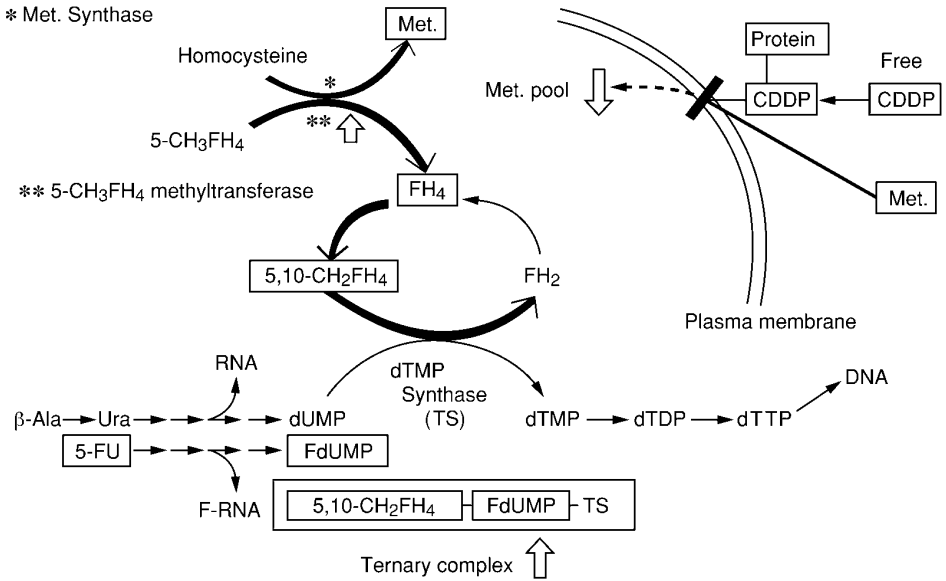 * Met. Synthase
Met.
Homocysteine
*
**
5-CH₃FH4
** 5-CH₃FH4 methyltransferase
FH₄
5,10-CH₂FH₄
FH₂
Met. pool
Protein
Free
CDDP
CDDP
Met.
Plasma membrane
RNA
dTMP
Synthase
(TS)
DNA
β-Ala
Ura
dUMP
dTMP
dTDP
dTTP
5-FU
FdUMP
F-RNA
5,10-CH₂FH₄
FdUMP
TS
Ternary complex